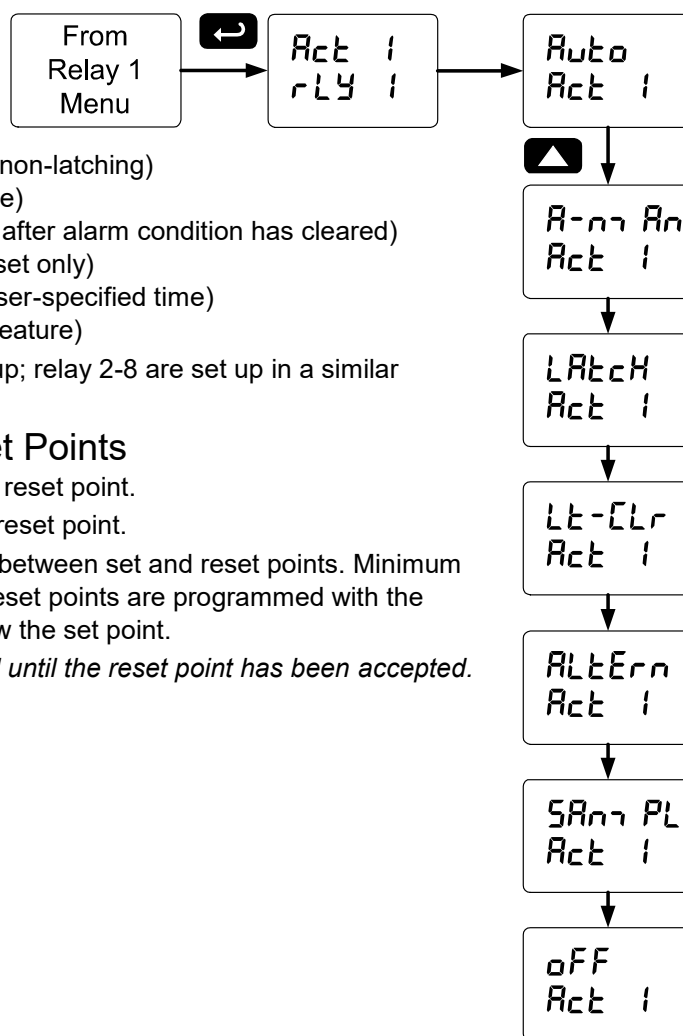 From
Relay 1
Menu
Act 1
rLY 1
Auto
Act 1
non-latching)
e)
after alarm condition has cleared)
set only)
ser-specified time)
eature)
up; relay 2-8 are set up in a similar
A-m An
Act 1
LAtcH
Act 1
et Points
reset point.
reset point.
between set and reset points. Minimum
eset points are programmed with the
w the set point.
until the reset point has been accepted.
Lt-CLr
Act 1
ALtErn
Act 1
SAm PL
Act 1
oFF
Act 1